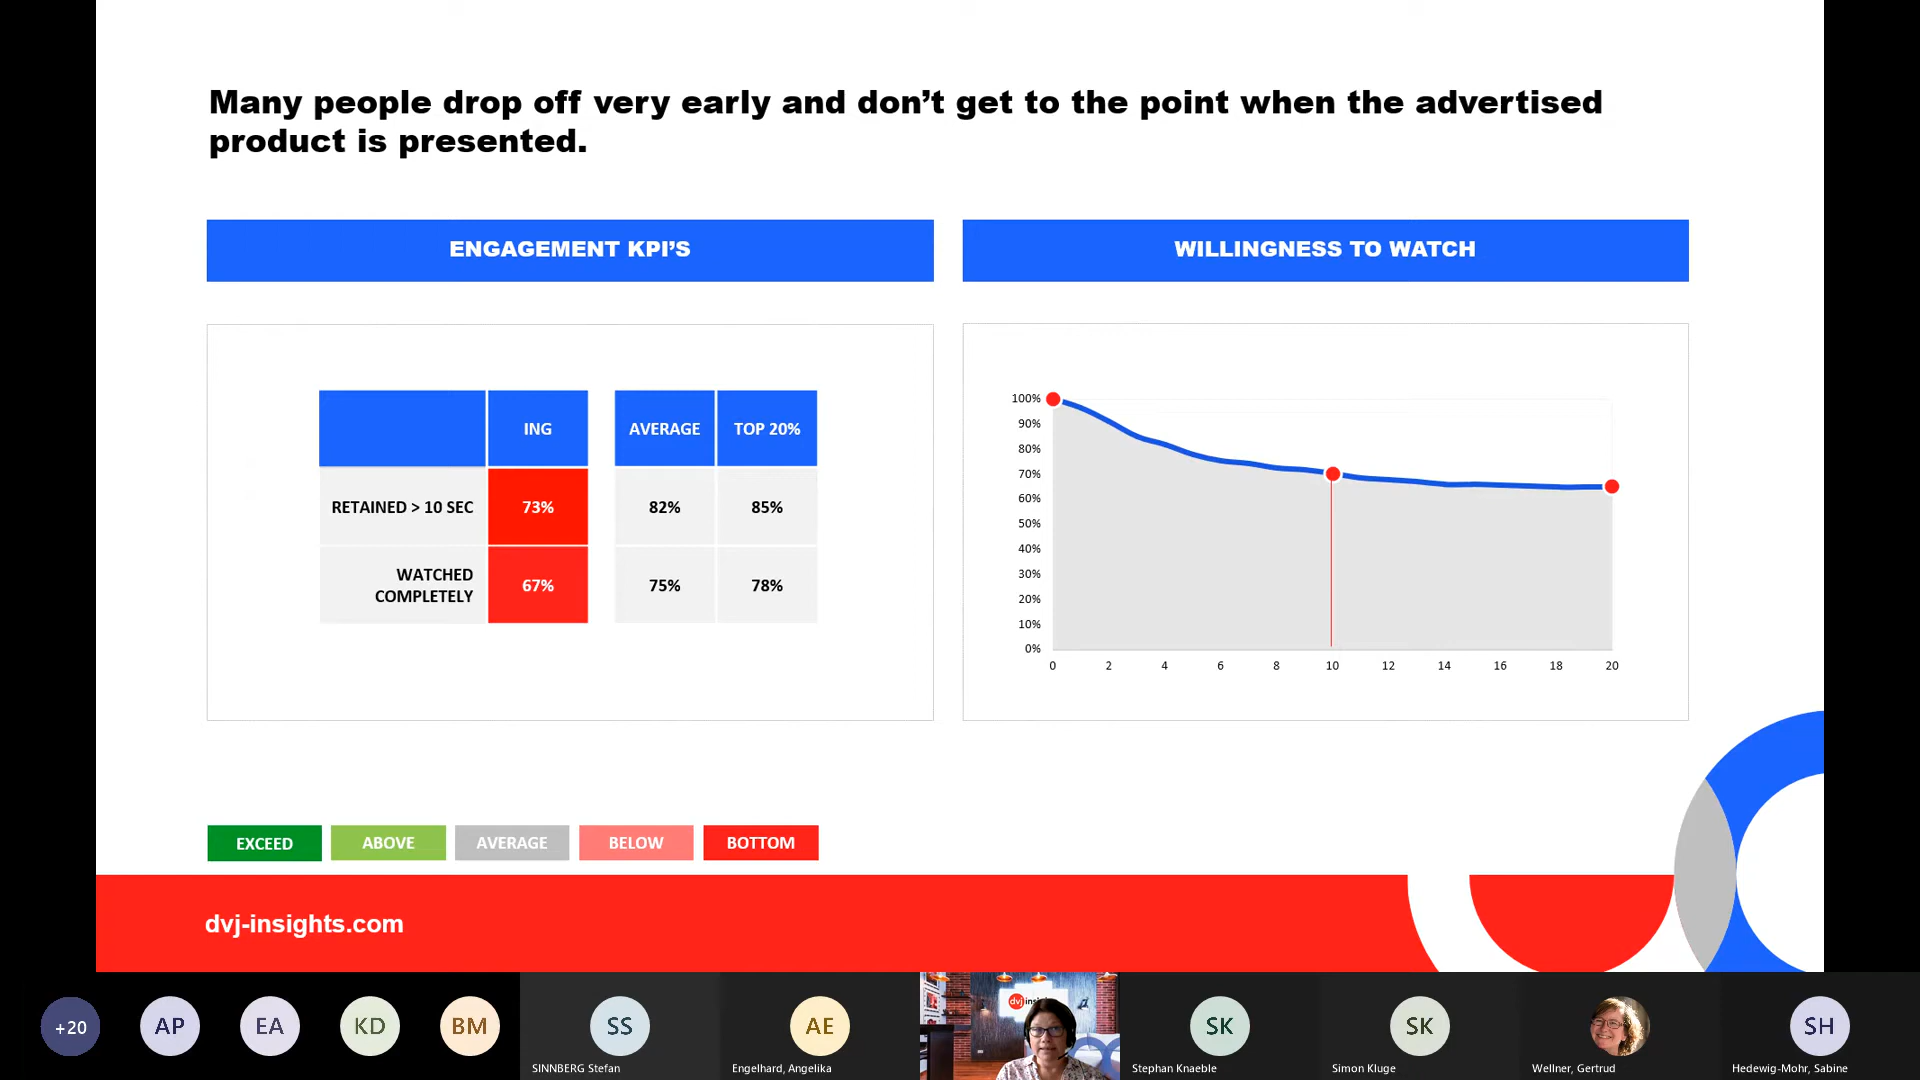 Many people drop off very early and don’t get to the point when the advertised
product is presented.
ENGAGEMENT KPI’S
WILLINGNESS TO WATCH
ING
AVERAGE
TOP 20%
RETAINED > 10 SEC
73%
82%
85%
WATCHED
COMPLETELY
67%
75%
78%
100%
90%
80%
70%
60%
50%
40%
30%
20%
10%
0%
0 2 4 6 8 10 12 14 16 18 20
EXCEED
ABOVE
AVERAGE
BELOW
BOTTOM
dvj-insights.com
+20
AP
EA
KD
BM
SS
SINNBERG Stefan
AE
Engelhard, Angelika
dvj
SK
Stephan Knaeble
SK
Simon Kluge
Wellner, Gertrud
SH
Hedewig-Mohr, Sabine